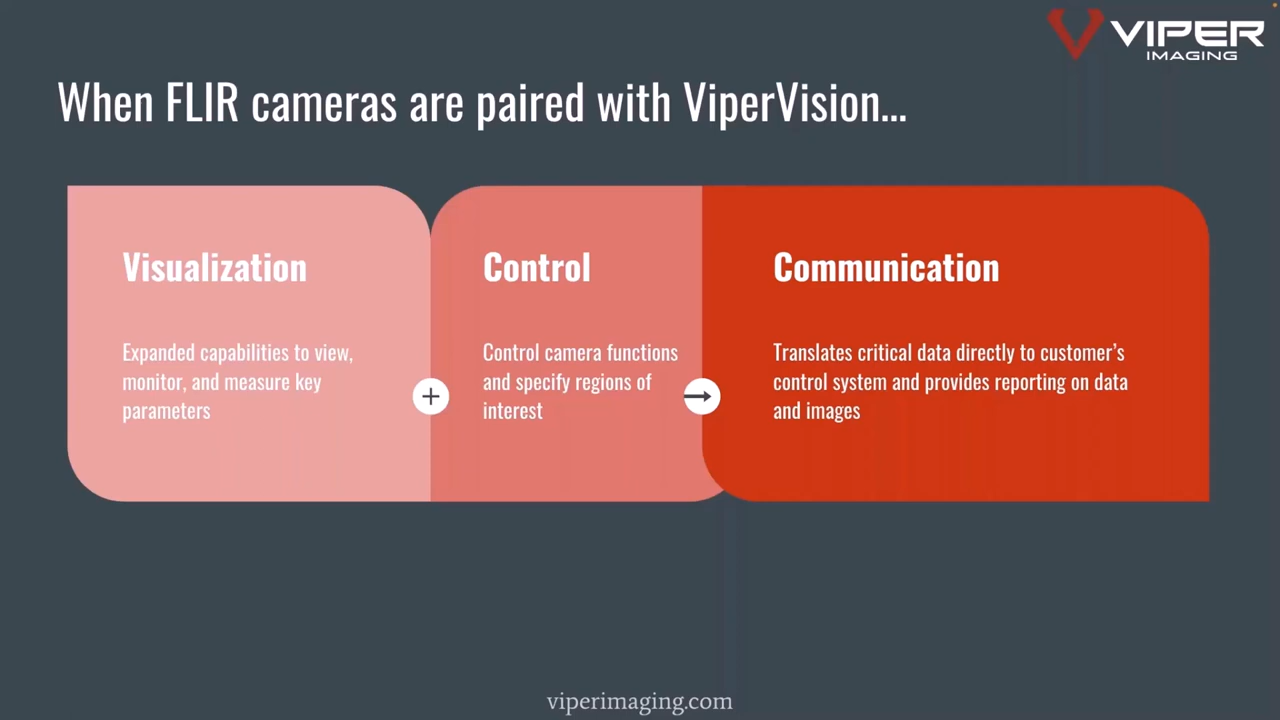 VIPER
IMAGING
When FLIR cameras are paired with ViperVision...
Visualization
Expanded capabilities to view,
monitor, and measure key
parameters
+
Control
Control camera functions
and specify regions of
interest
Communication
Translates critical data directly to customer’s
control system and provides reporting on data
and images
viperimaging.com